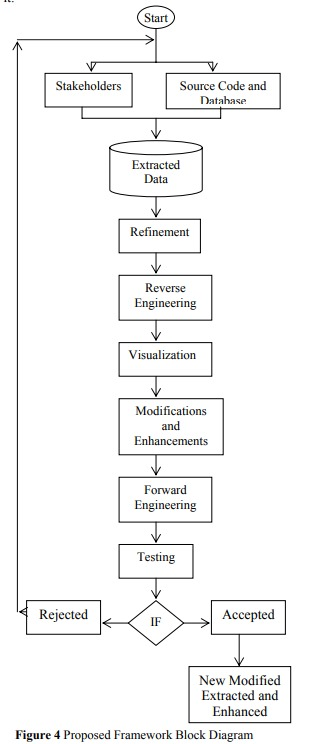 it.
Start
Stakeholders
Source Code and
Database
Extracted
Data
Refinement
Reverse
Engineering
Visualization
Modifications
and
Enhancements
Forward
Engineering
Testing
Rejected
IF
Accepted
New Modified
Extracted and
Enhanced
Figure 4 Proposed Framework Block Diagram